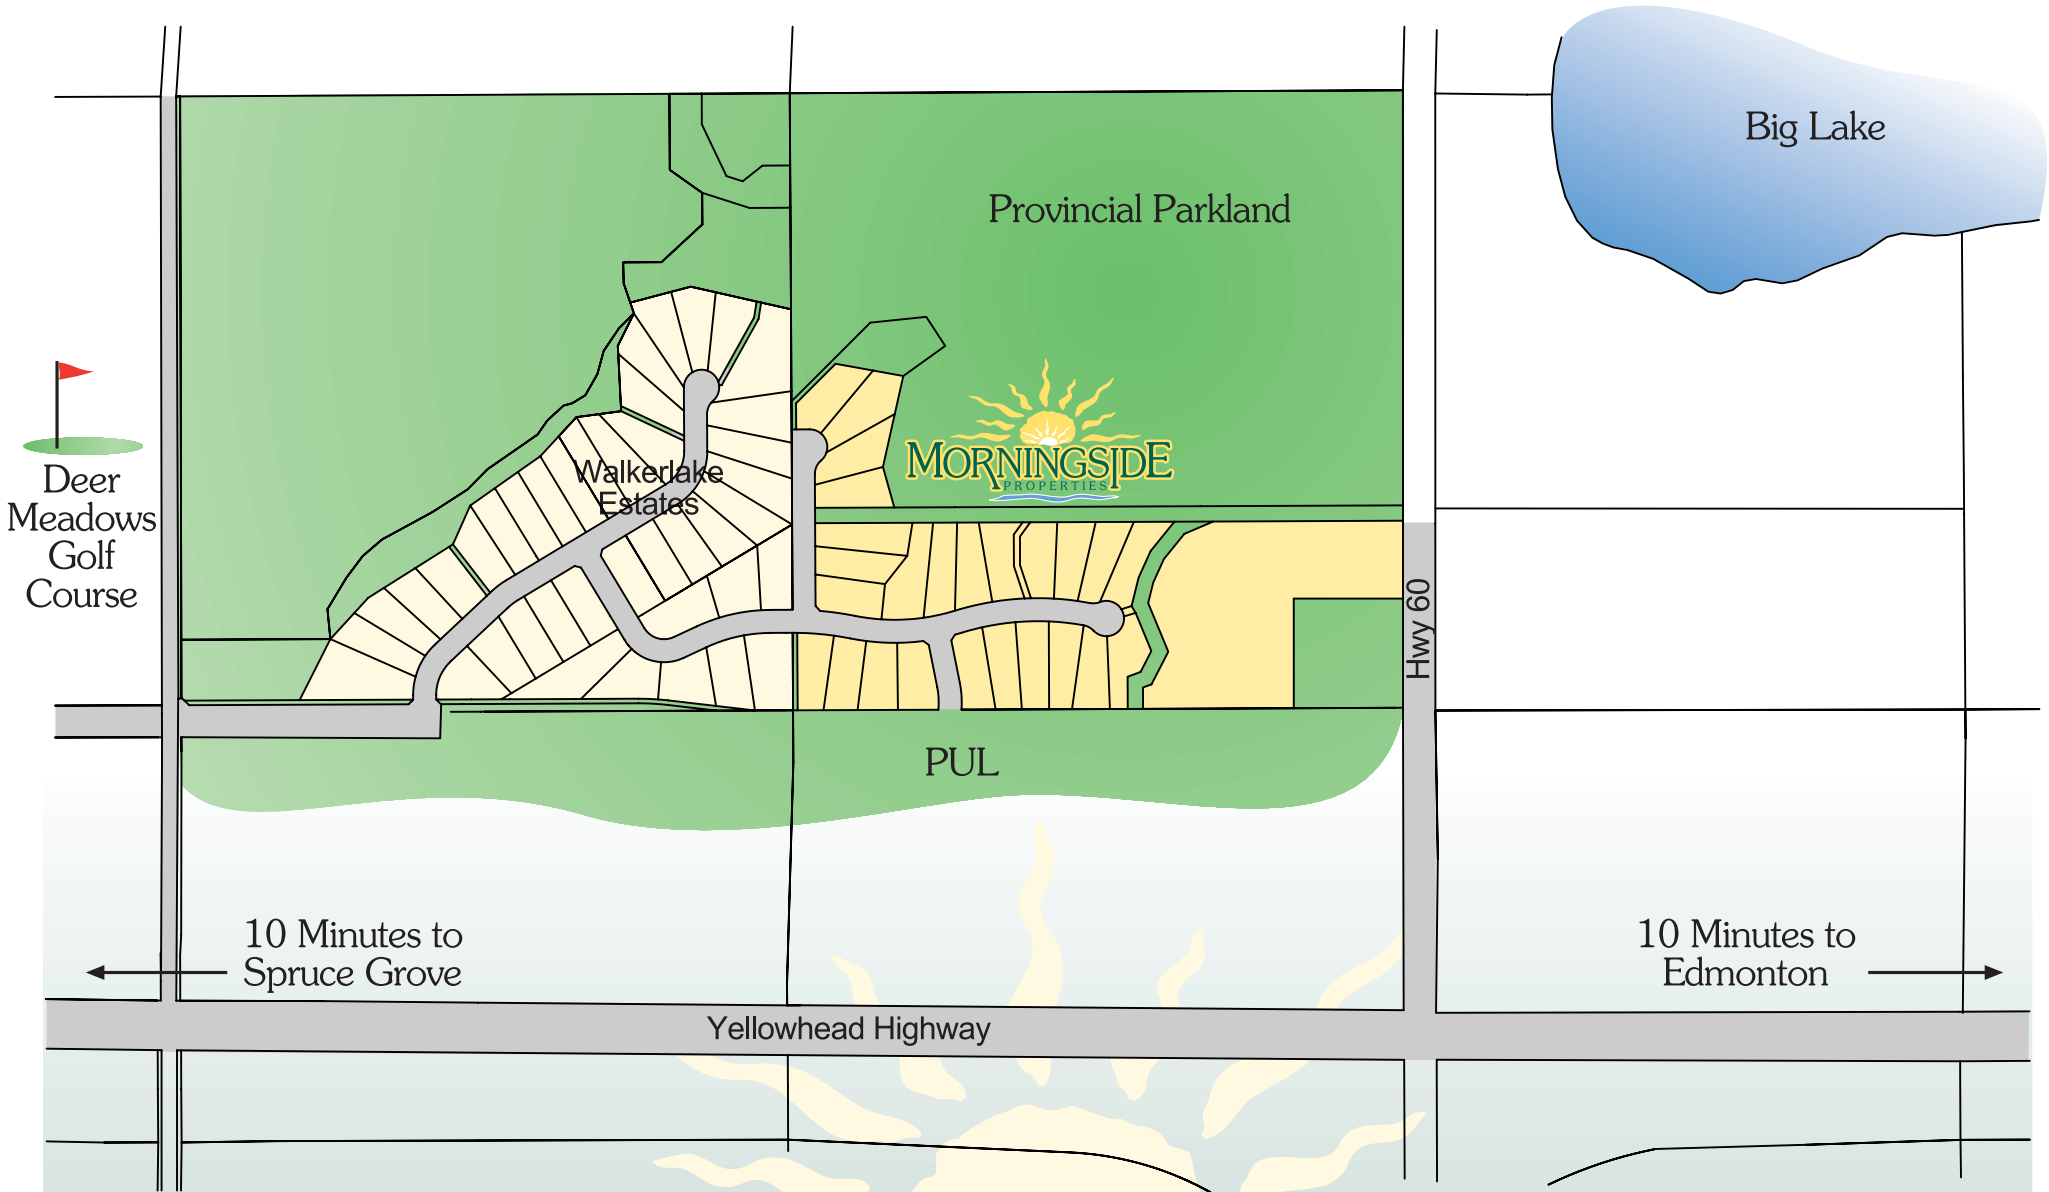 Big Lake
Provincial Parkland
MORNINGSIDE
PROPERTIES
Walkerlake
Estates
Deer
Meadows
Golf
Course
Hwy 60
PUL
10 Minutes to
Spruce Grove
10 Minutes to
Edmonton
Yellowhead Highway